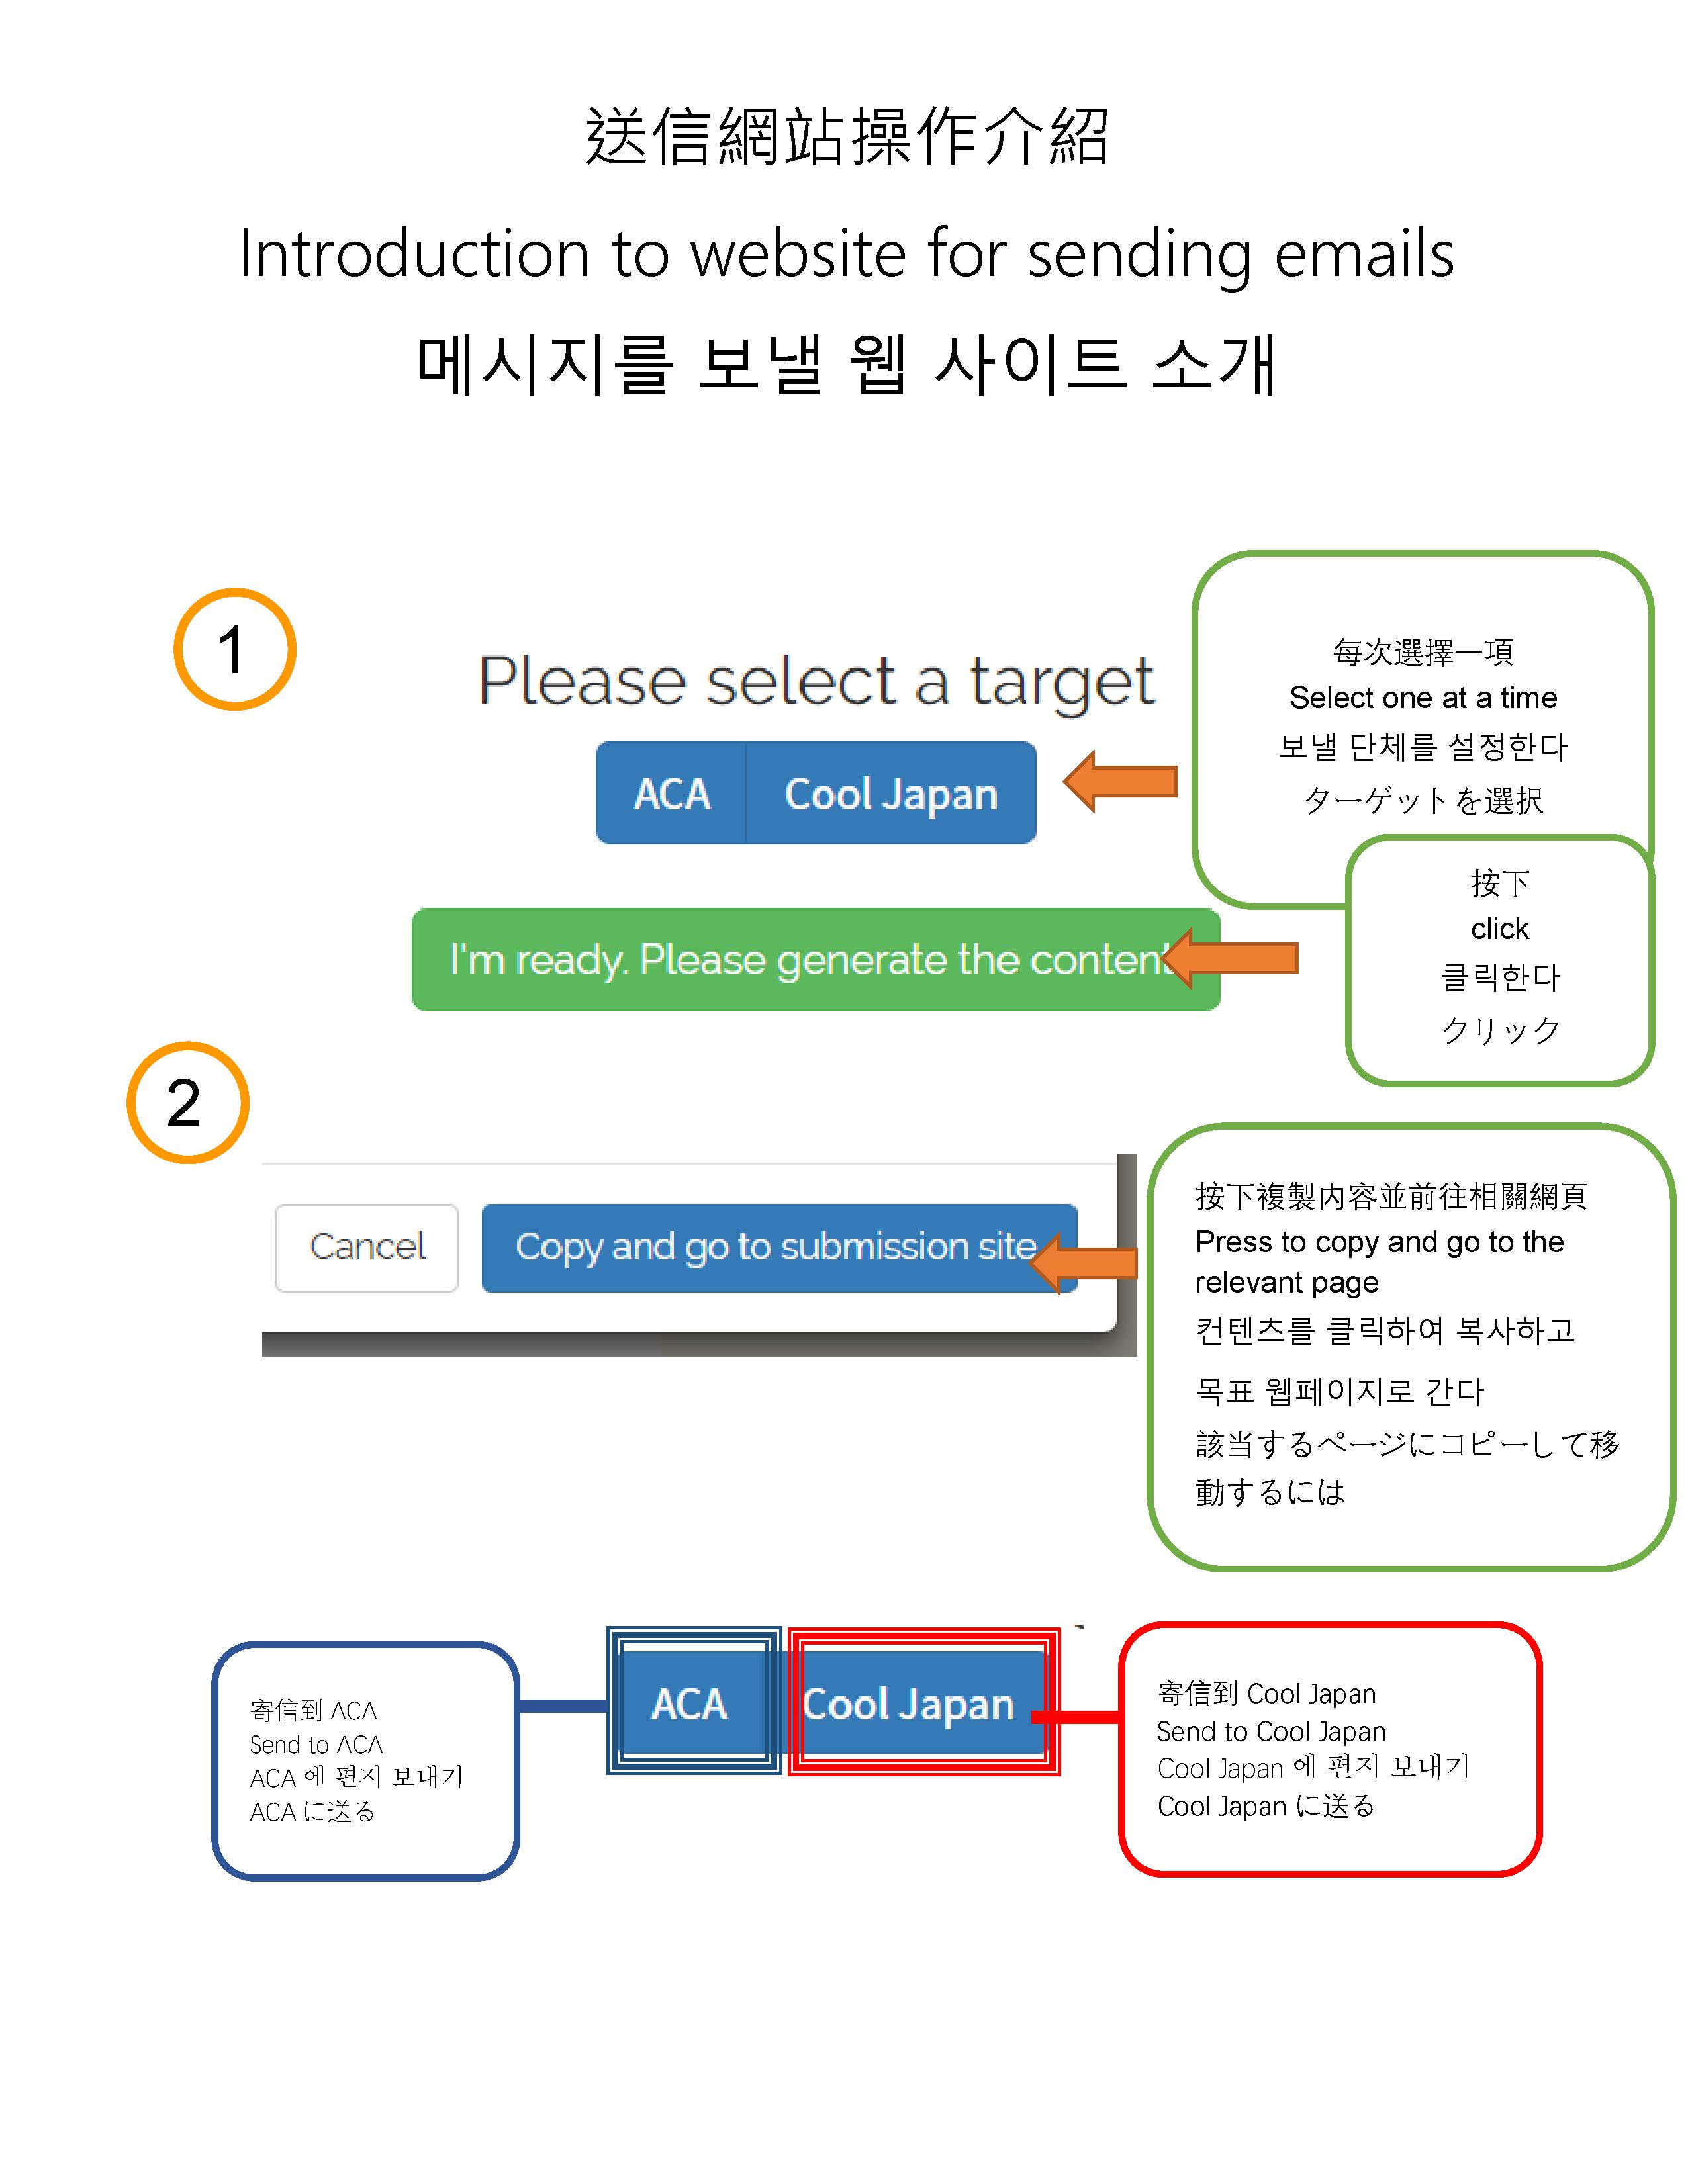 送信網站操作介紹
Introduction to website for sending emails
메시지를 보낼 웹 사이트 소개
1
Please select a target
ACA
Cool Japan
每次選擇一項
Select one at a time
보낼 단체를 설정한다
ターゲットを選択
I'm ready. Please generate the content
按下
click
클릭한다
クリック
2
Cancel
Copy and go to submission site
按下複製内容並前往相關網頁
Press to copy and go to the
relevant page
컨텐츠를 클릭하여 복사하고
목표 웹페이지로 간다
該当するページにコピーして移
動するには
寄信到 ACA
Send to ACA
ACA 에 편지 보내기
ACA に送る
ACA
Cool Japan
寄信到 Cool Japan
Send to Cool Japan
Cool Japan 에 편지 보내기
Cool Japan に送る